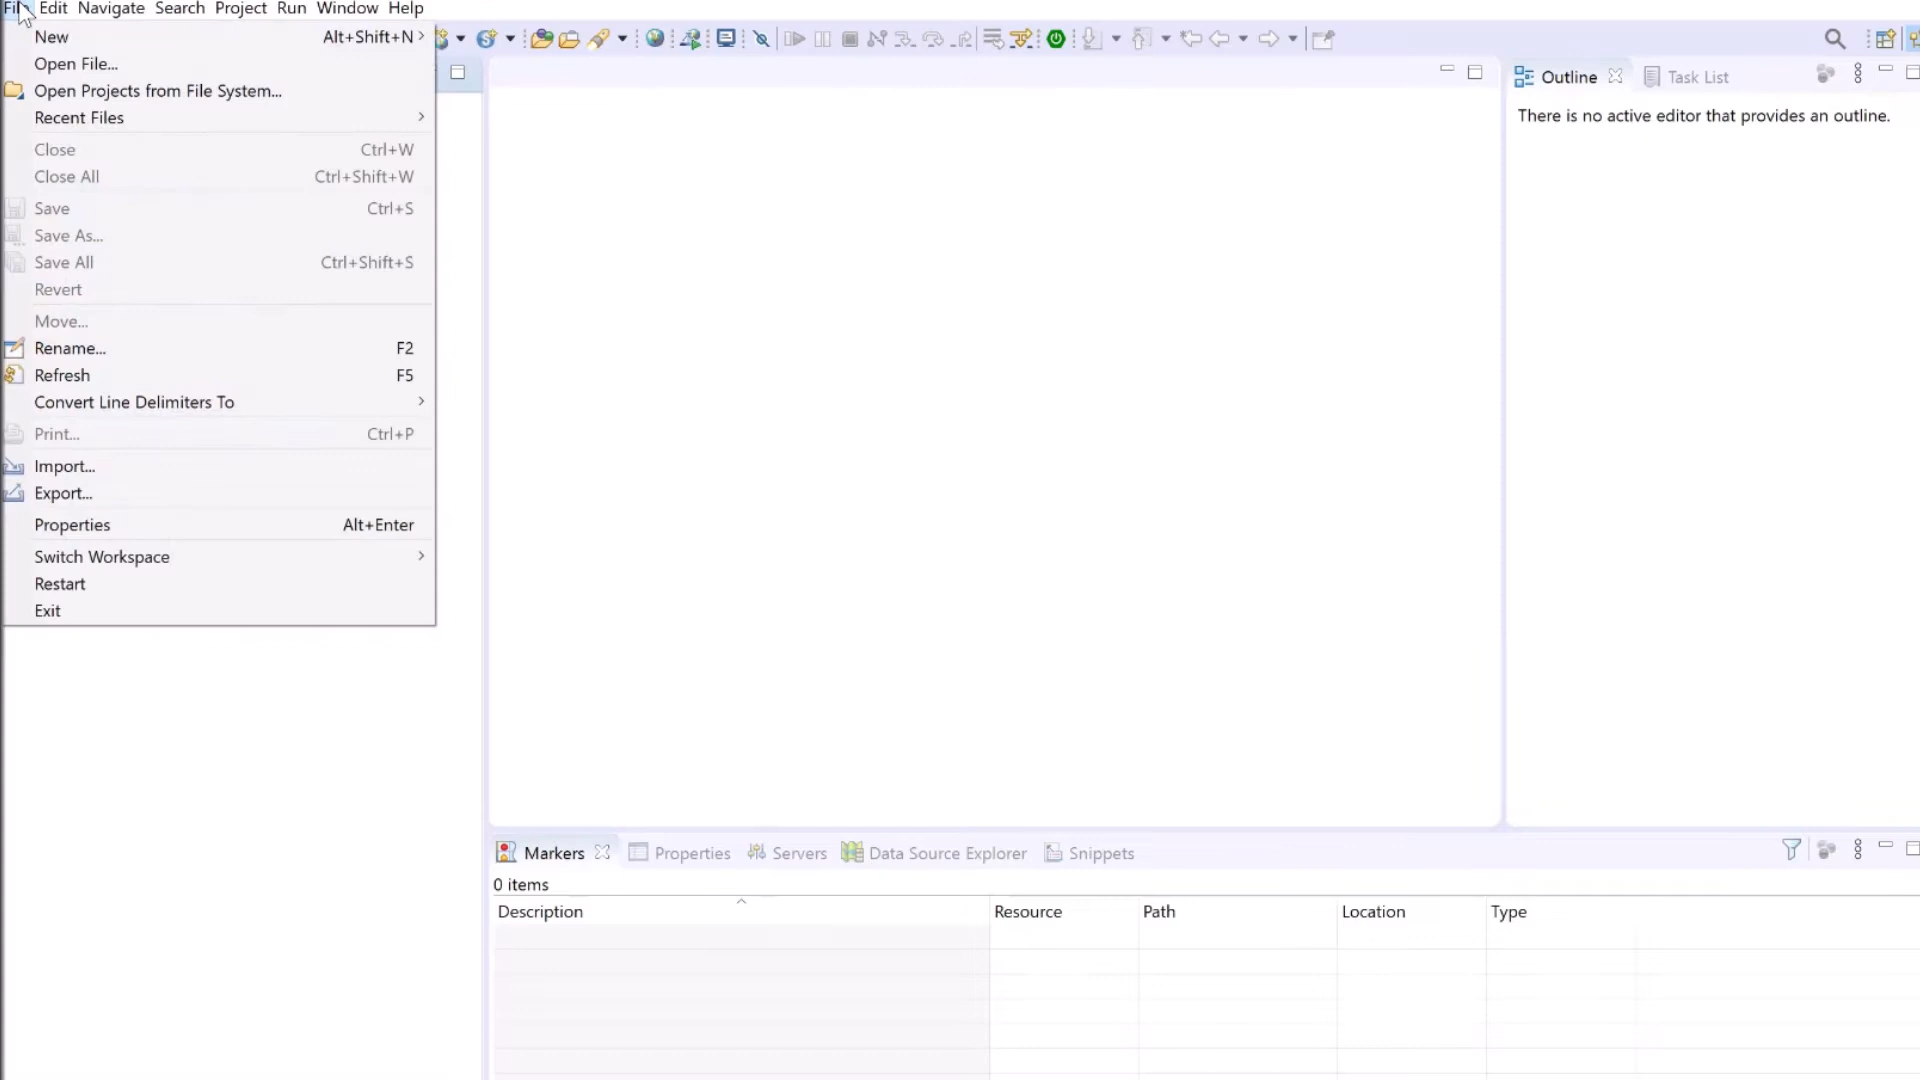 File Edit Navigate Search Project Run Window Help
New Alt+Shift+N
Open File...
Open Projects from File System...
Recent Files
Close Ctrl+W
Close All Ctrl+Shift+W
Save Ctrl+S
Save As...
Save All Ctrl+Shift+S
Revert
Move...
Rename... F2
Refresh F5
Convert Line Delimiters To
Print... Ctrl+P
Import...
Export...
Properties Alt+Enter
Switch Workspace
Restart
Exit
Outline Task List
There is no active editor that provides an outline.
Markers Properties Servers Data Source Explorer Snippets
0 items
Description Resource Path Location Type